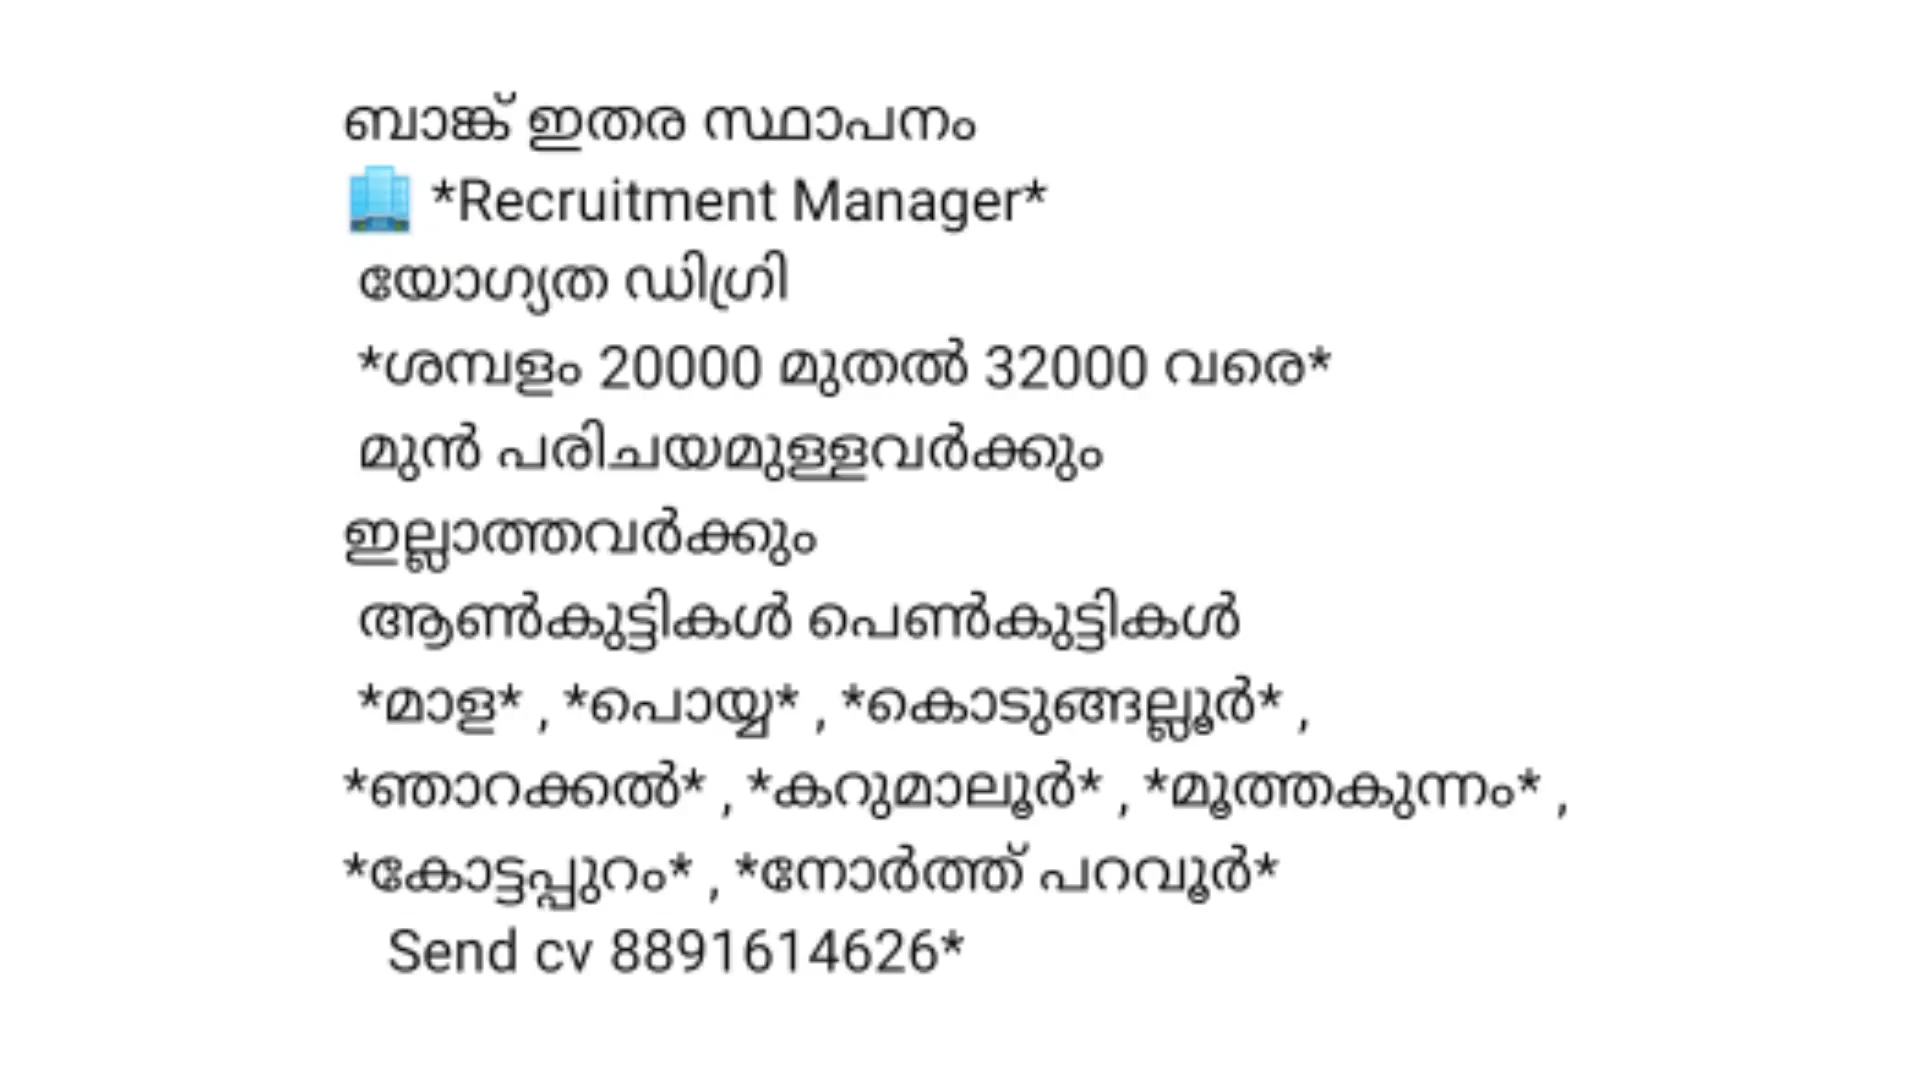 ബാങ്ക് ഇതര സ്ഥാപനം
🏢 *Recruitment Manager*
യോഗ്യത ഡിഗ്രി
*ശമ്പളം 20000 മുതൽ 32000 വരെ*
മുൻ പരിചയമുള്ളവർക്കും
ഇല്ലാത്തവർക്കും
ആൺകുട്ടികൾ പെൺകുട്ടികൾ
*മാള* , *പൊയ്യ* , *കൊടുങ്ങല്ലൂർ* ,
*ഞാറക്കൽ* , *കറുമാലൂർ* , *മൂത്തകുന്നം* ,
*കോട്ടപ്പുറം* , *നോർത്ത് പറവൂർ*
Send cv 8891614626*